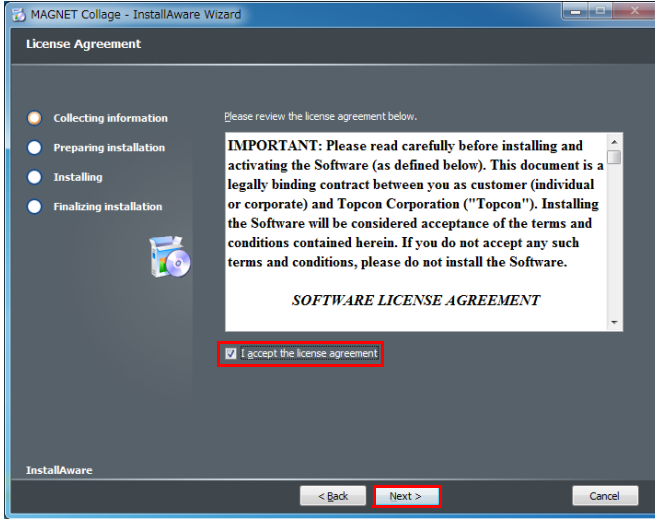 MAGNET Collage - InstallAware Wizard
License Agreement
Collecting information
Preparing installation
Installing
Finalizing installation
Please review the license agreement below.
IMPORTANT: Please read carefully before installing and
activating the Software (as defined below). This document is a
legally binding contract between you as customer (individual
or corporate) and Topcon Corporation ("Topcon"). Installing
the Software will be considered acceptance of the terms and
conditions contained herein. If you do not accept any such
terms and conditions, please do not install the Software.
SOFTWARE LICENSE AGREEMENT
I accept the license agreement
InstallAware
< Back
Next >
Cancel